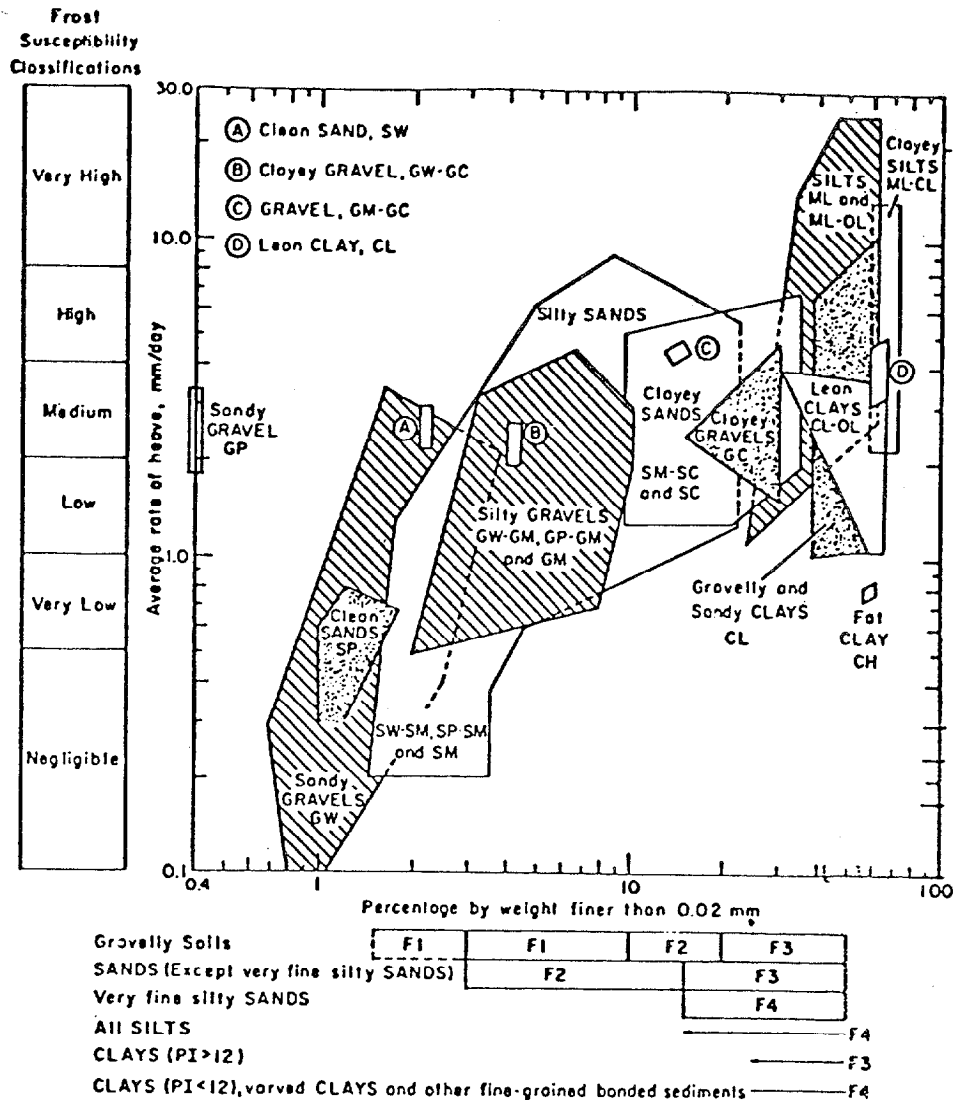 Frost
Susceptibility
Classifications
Very High
High
Medium
Low
Very Low
Negligible
Average rate of heave, mm/day
30.0
10.0
1.0
0.1
Ⓐ Clean SAND, SW
Ⓑ Clayey GRAVEL, GW-GC
Ⓒ GRAVEL, GM-GC
Ⓓ Lean CLAY, CL
Clayey
SILTS
ML-CL
SILTS
ML and
ML-OL
Silty SANDS
Ⓒ
Ⓓ
Sandy
GRAVEL
GP
Ⓐ
Ⓑ
Clayey
SANDS
SM-SC
and SC
Clayey
GRAVELS
GC
Lean
CLAYS
CL-OL
Silty GRAVELS
GW-GM, GP-GM
and GM
Clean
SANDS
SP
Gravelly and
Sandy CLAYS
CL
Fat
CLAY
CH
SW-SM, SP-SM
and SM
Sandy
GRAVELS
GW
0.4
1
10
100
Percentage by weight finer than 0.02 mm
Gravelly Soils F1 F1 F2 F3
SANDS (Except very fine silty SANDS) F2 F3
Very fine silty SANDS F4
All SILTS F4
CLAYS (PI>12) F3
CLAYS (PI<12), varved CLAYS and other fine-grained bonded sediments F4